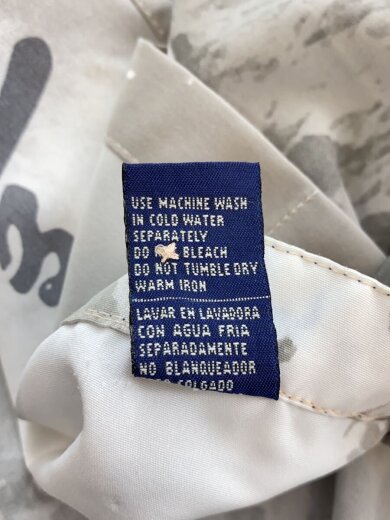 USE MACHINE WASH
IN COLD WATER
SEPARATELY
DO BLEACH
DO NOT TUMBLE DRY
WARM IRON
LAVAR EN LAVADORA
CON AGUA FRIA
SEPARADAMENTE
NO BLANQUEADOR
COLGADO